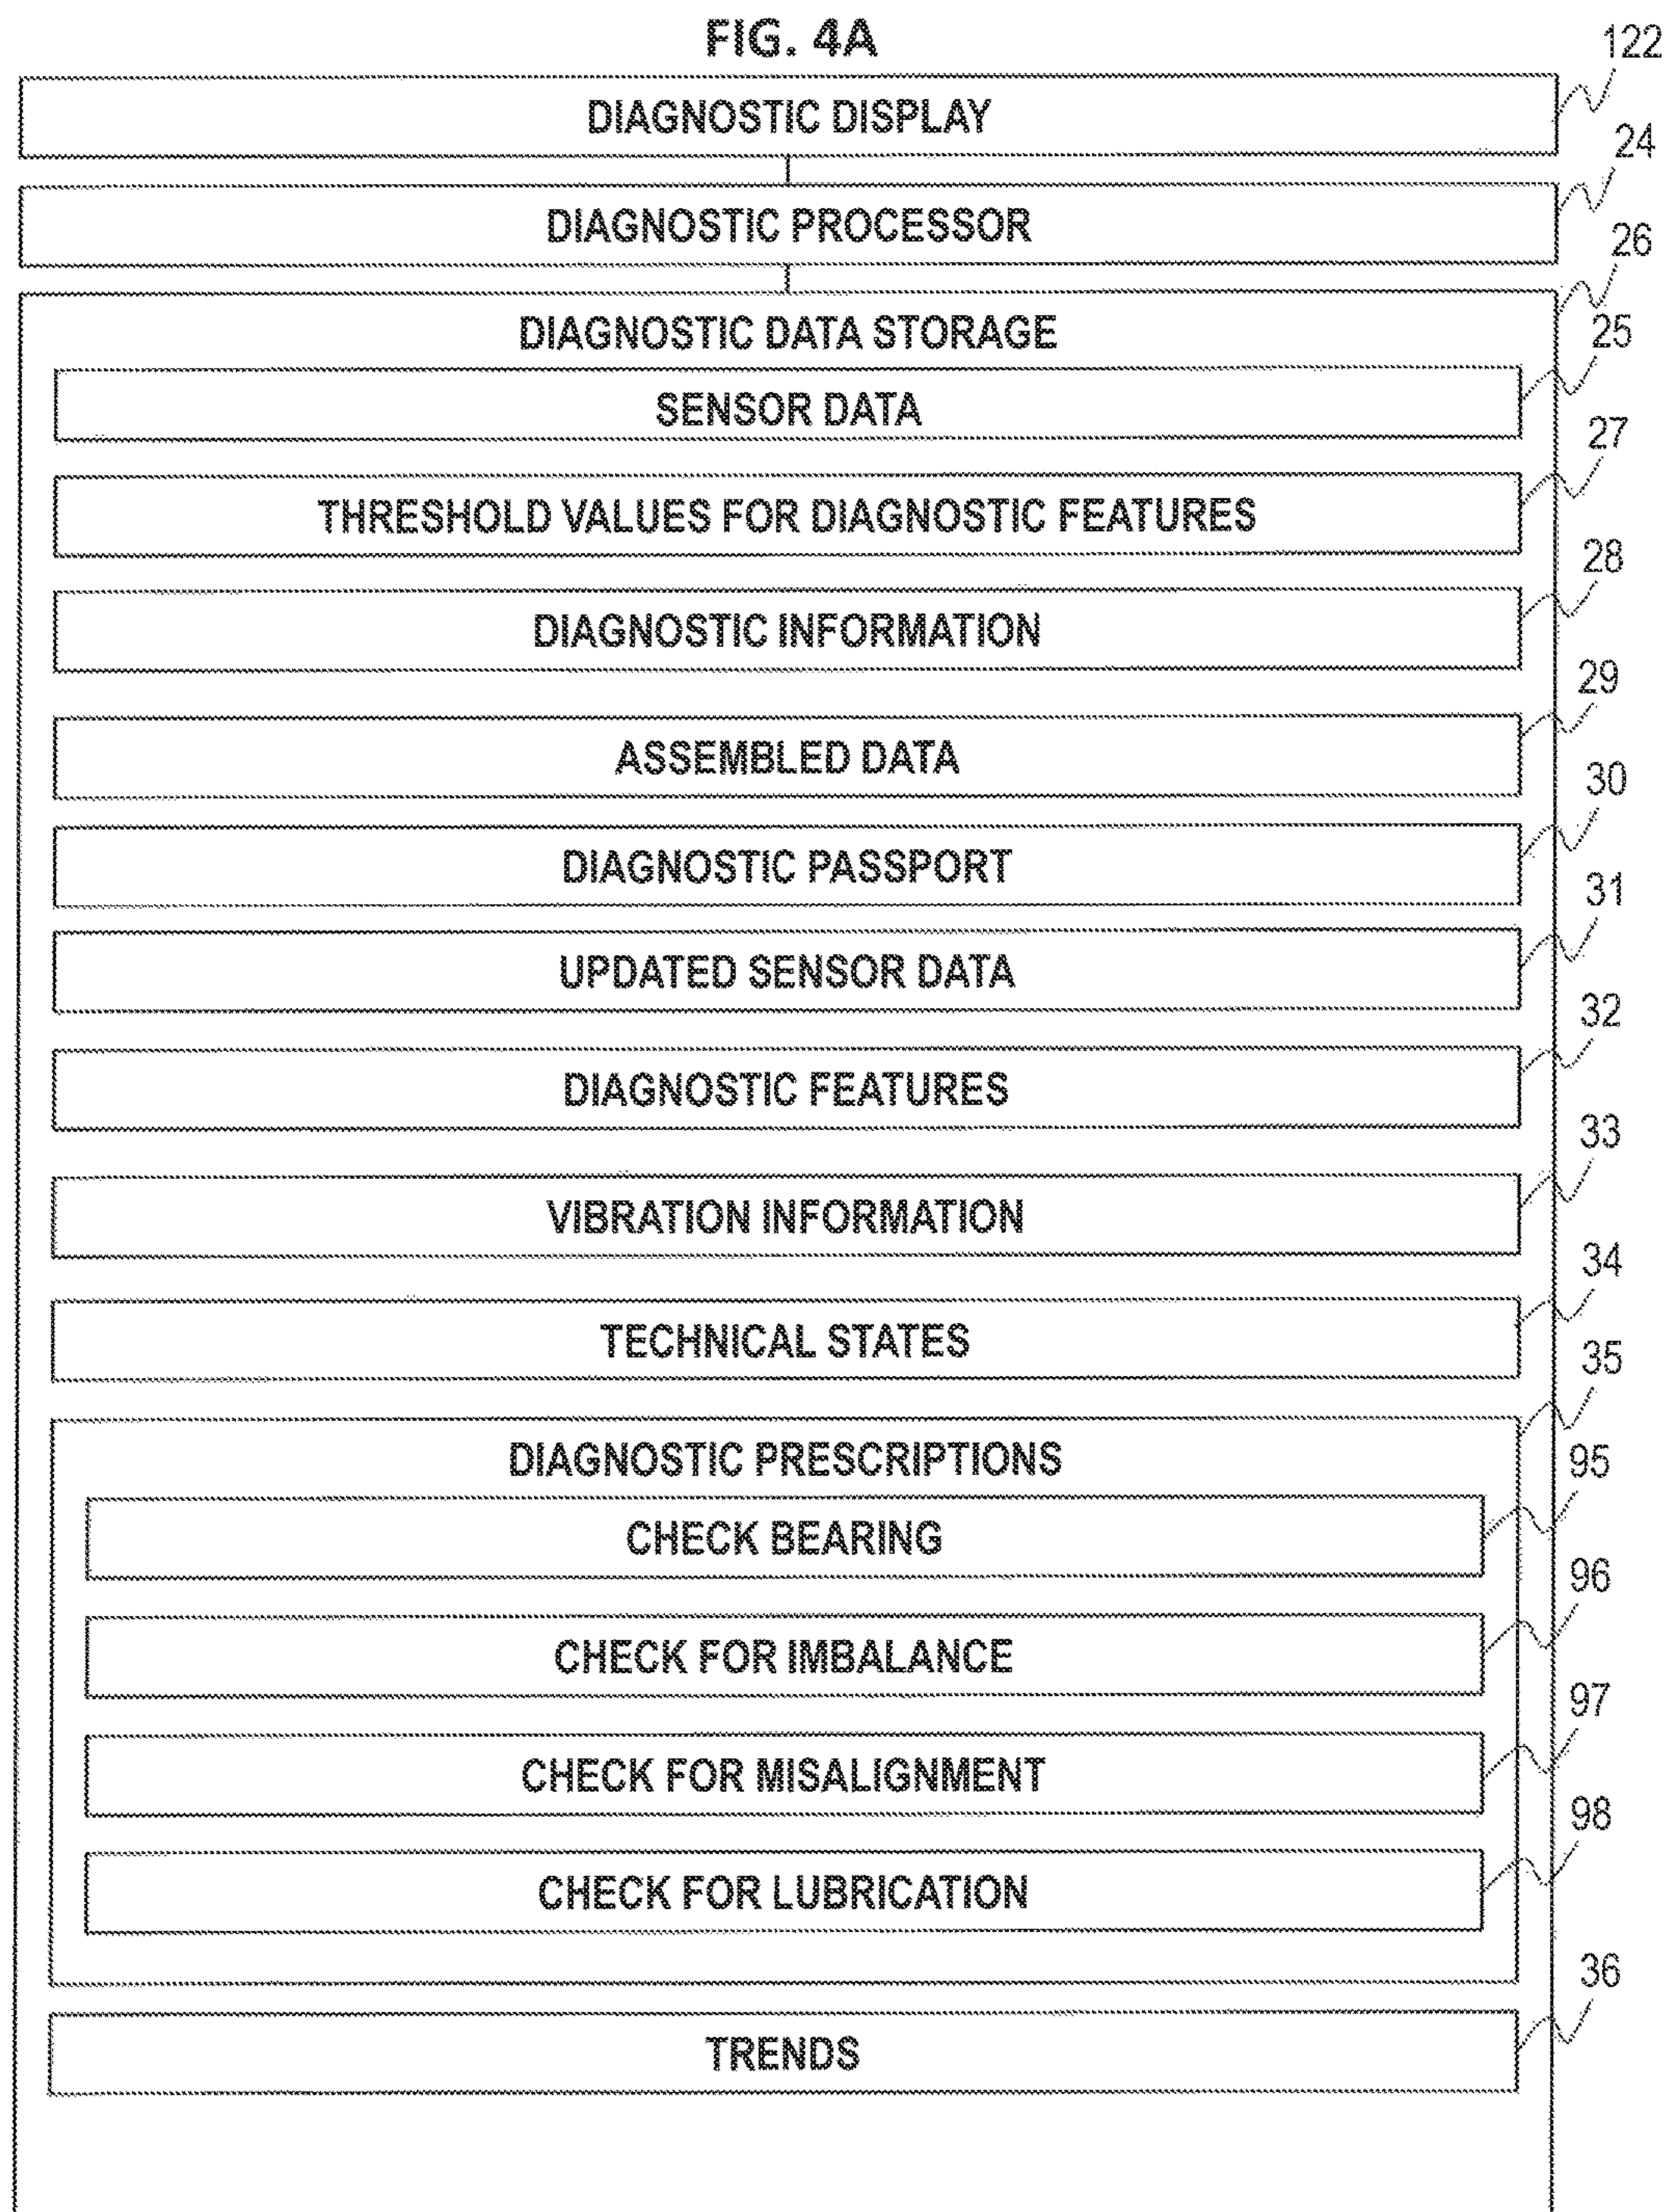 FIG. 4A
122
DIAGNOSTIC DISPLAY
24
DIAGNOSTIC PROCESSOR
26
DIAGNOSTIC DATA STORAGE
25
SENSOR DATA
27
THRESHOLD VALUES FOR DIAGNOSTIC FEATURES
28
DIAGNOSTIC INFORMATION
29
ASSEMBLED DATA
30
DIAGNOSTIC PASSPORT
31
UPDATED SENSOR DATA
32
DIAGNOSTIC FEATURES
33
VIBRATION INFORMATION
34
TECHNICAL STATES
35
DIAGNOSTIC PRESCRIPTIONS
95
CHECK BEARING
96
CHECK FOR IMBALANCE
97
CHECK FOR MISALIGNMENT
98
CHECK FOR LUBRICATION
36
TRENDS